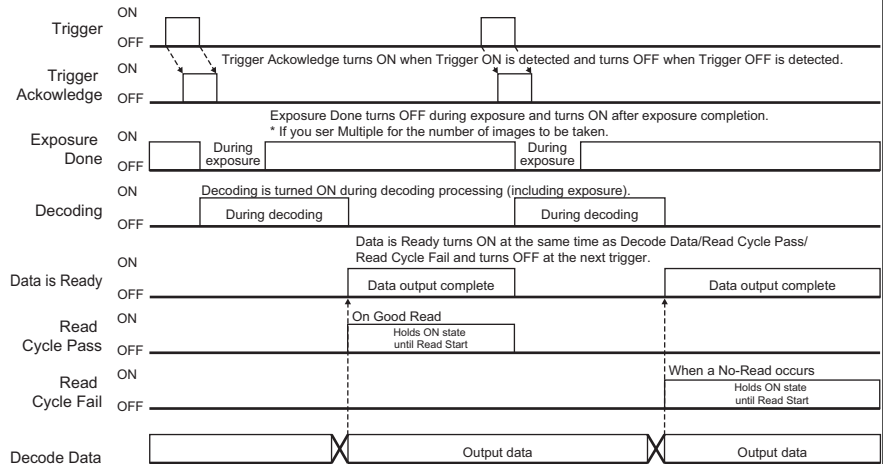 ON
Trigger
OFF
Trigger Ackowledge turns ON when Trigger ON is detected and turns OFF when Trigger OFF is detected.
ON
Trigger
Ackowledge
OFF
Exposure Done turns OFF during exposure and turns ON after exposure completion.
* If you ser Multiple for the number of images to be taken.
ON
Exposure
Done
OFF
During
exposure
During
exposure
ON
Decoding is turned ON during decoding processing (including exposure).
Decoding
OFF
During decoding
During decoding
Data is Ready turns ON at the same time as Decode Data/Read Cycle Pass/
Read Cycle Fail and turns OFF at the next trigger.
ON
Data is Ready
OFF
Data output complete
Data output complete
ON
On Good Read
Read
Cycle Pass
OFF
Holds ON state
until Read Start
ON
When a No-Read occurs
Read
Cycle Fail
OFF
Holds ON state
until Read Start
Decode Data
Output data
Output data